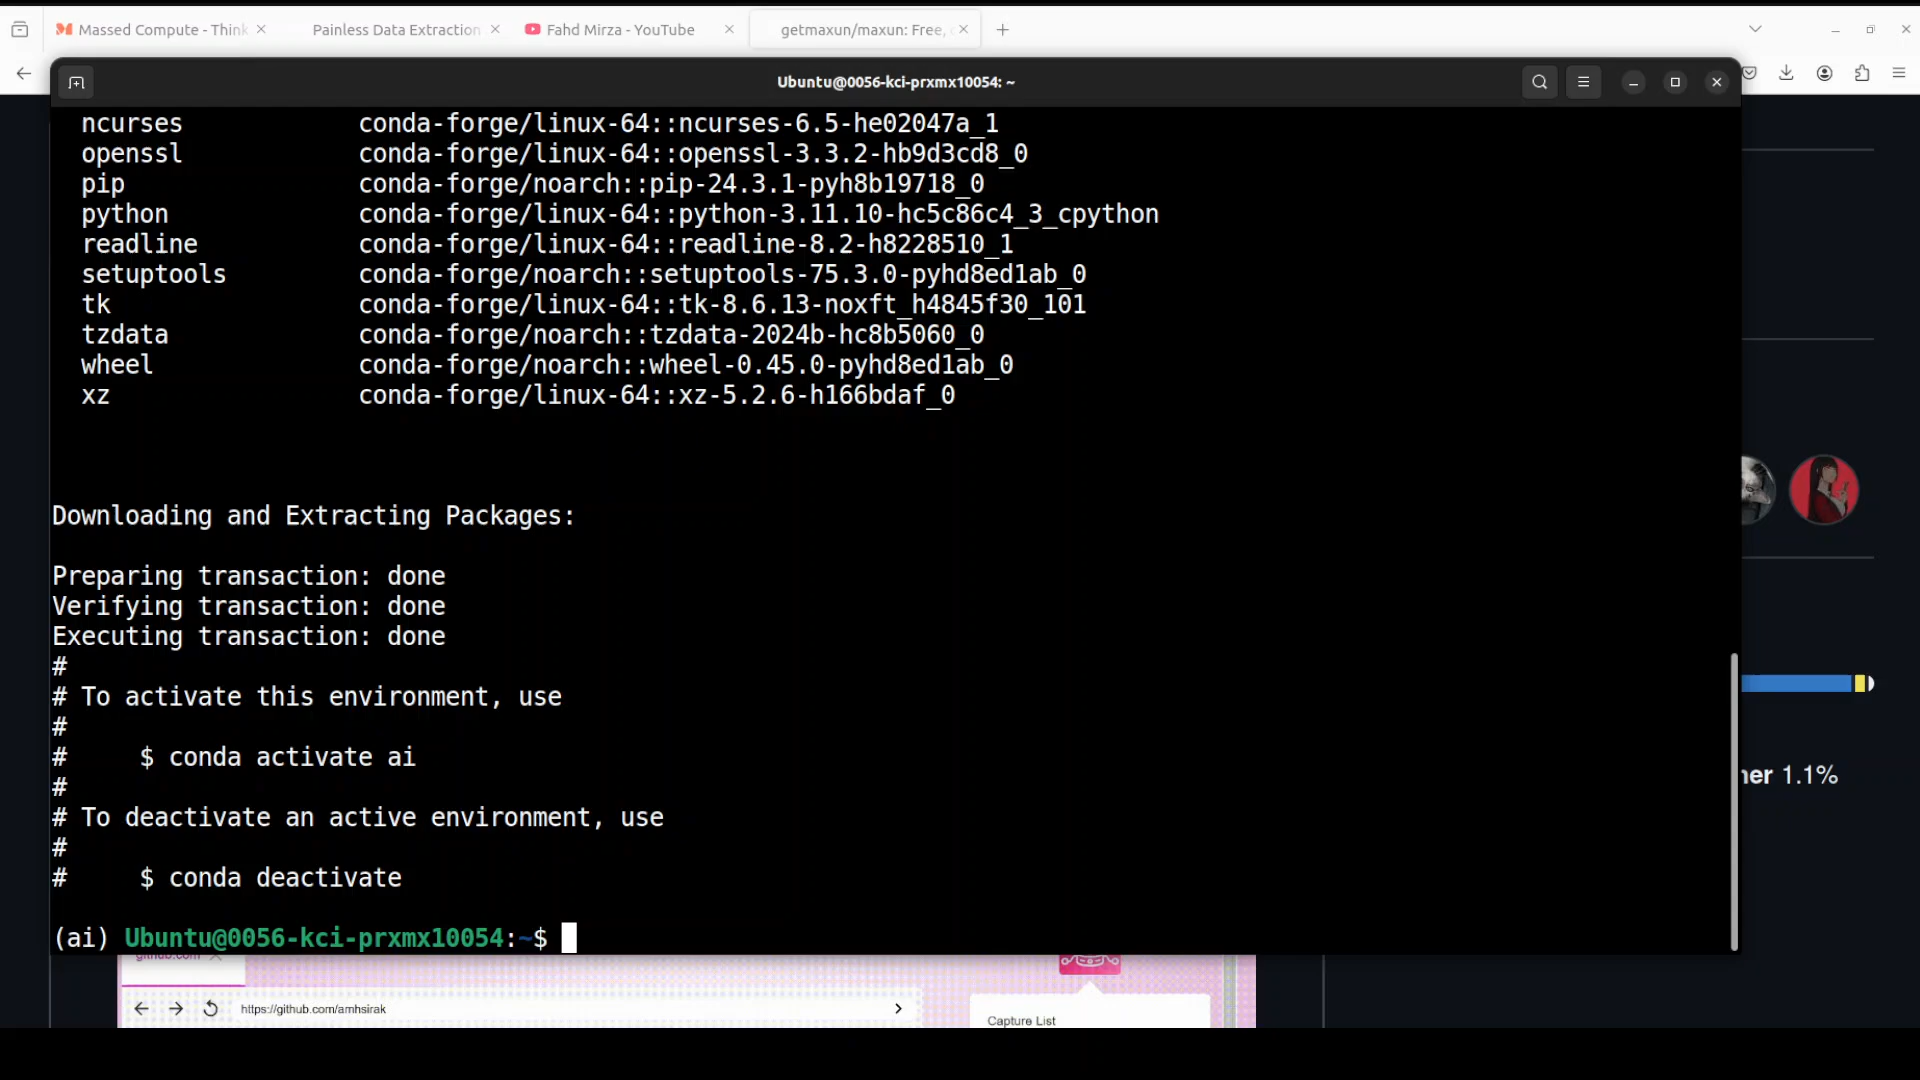 Massed Compute - Think
Painless Data Extraction
Fahd Mirza - YouTube
getmaxun/maxun: Free,
Ubuntu@0056-kci-prxmx10054: ~
ncurses conda-forge/linux-64::ncurses-6.5-he02047a_1
openssl conda-forge/linux-64::openssl-3.3.2-hb9d3cd8_0
pip conda-forge/noarch::pip-24.3.1-pyh8b19718_0
python conda-forge/linux-64::python-3.11.10-hc5c86c4_3_cpython
readline conda-forge/linux-64::readline-8.2-h8228510_1
setuptools conda-forge/noarch::setuptools-75.3.0-pyhd8ed1ab_0
tk conda-forge/linux-64::tk-8.6.13-noxft_h4845f30_101
tzdata conda-forge/noarch::tzdata-2024b-hc8b5060_0
wheel conda-forge/noarch::wheel-0.45.0-pyhd8ed1ab_0
xz conda-forge/linux-64::xz-5.2.6-h166bdaf_0
Downloading and Extracting Packages:
Preparing transaction: done
Verifying transaction: done
Executing transaction: done
#
# To activate this environment, use
#
# $ conda activate ai
#
# To deactivate an active environment, use
#
# $ conda deactivate
(ai) Ubuntu@0056-kci-prxmx10054:~$
her 1.1%
github.com
https://github.com/amhsirak
Capture List